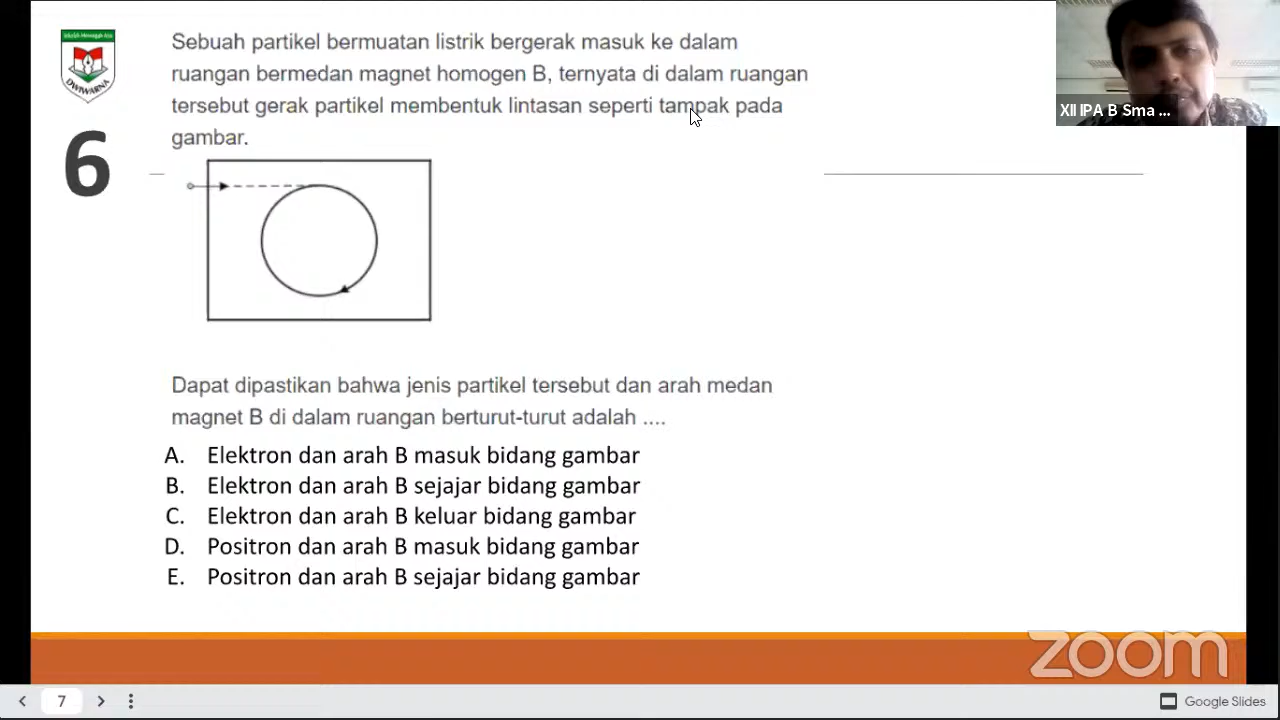 Sekolah Menengah Atas
DWIWARNA
6
Sebuah partikel bermuatan listrik bergerak masuk ke dalam
ruangan bermedan magnet homogen B, ternyata di dalam ruangan
tersebut gerak partikel membentuk lintasan seperti tampak pada
gambar.
XII IPA B Sma ...
Dapat dipastikan bahwa jenis partikel tersebut dan arah medan
magnet B di dalam ruangan berturut-turut adalah ....
A. Elektron dan arah B masuk bidang gambar
B. Elektron dan arah B sejajar bidang gambar
C. Elektron dan arah B keluar bidang gambar
D. Positron dan arah B masuk bidang gambar
E. Positron dan arah B sejajar bidang gambar
zoom
7
Google Slides